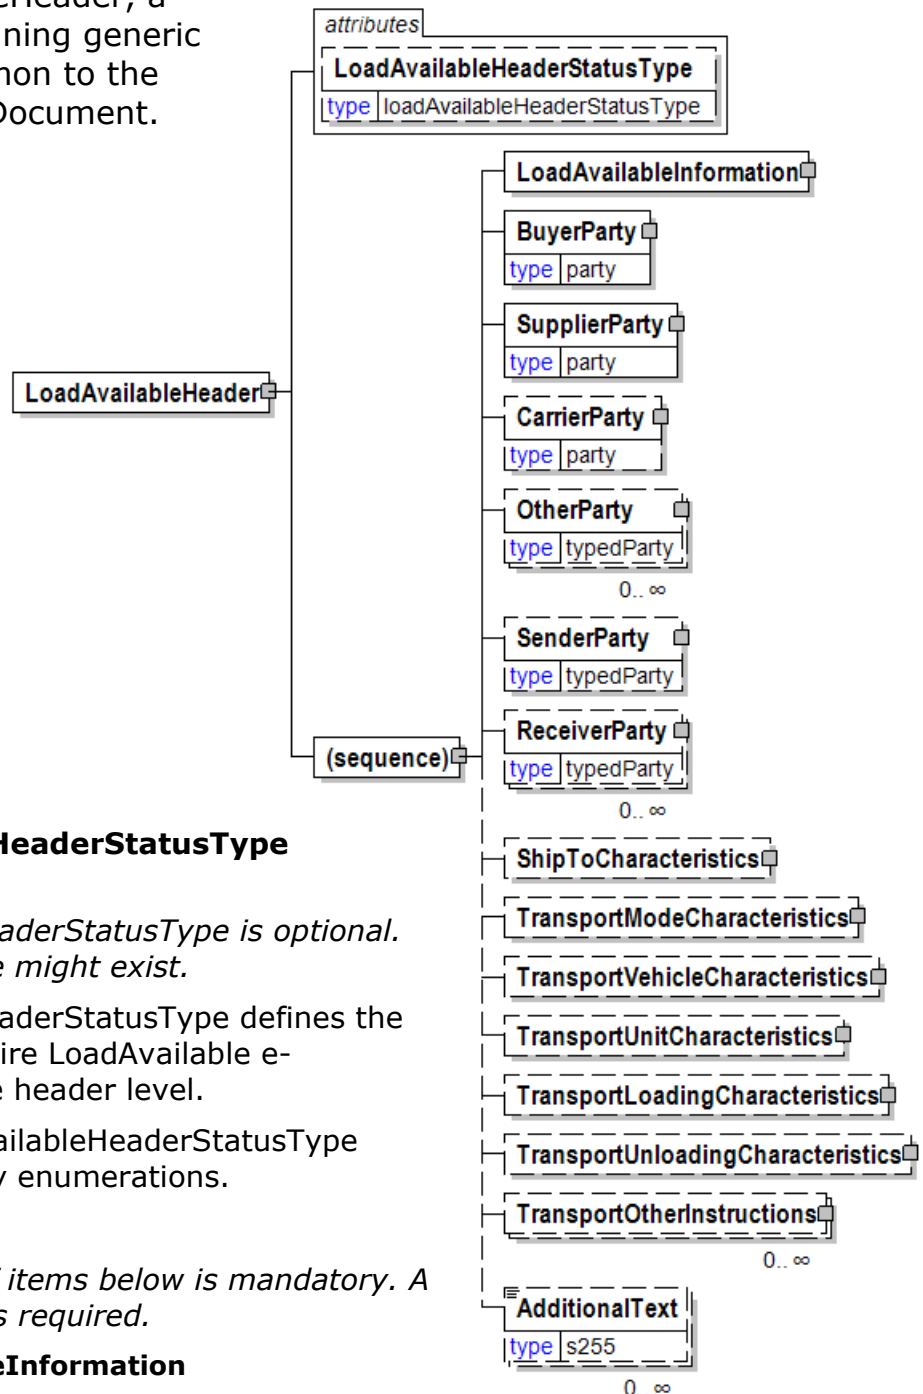 attributes
LoadAvailableHeaderStatusType
type loadAvailableHeaderStatusType
LoadAvailableInformation
BuyerParty
type party
SupplierParty
type party
LoadAvailableHeader
CarrierParty
type party
OtherParty
type typedParty
0.. ∞
SenderParty
type typedParty
ReceiverParty
type typedParty
0.. ∞
(sequence)
ShipToCharacteristics
TransportModeCharacteristics
TransportVehicleCharacteristics
TransportUnitCharacteristics
TransportLoadingCharacteristics
TransportUnloadingCharacteristics
TransportOtherInstructions
0.. ∞
AdditionalText
type s255
0.. ∞
eHeader, a
ning generic
non to the
Document.
HeaderStatusType
aderStatusType is optional.
e might exist.
aderStatusType defines the
ire LoadAvailable e-
e header level.
ailableHeaderStatusType
y enumerations.
items below is mandatory. A
s required.
eInformation